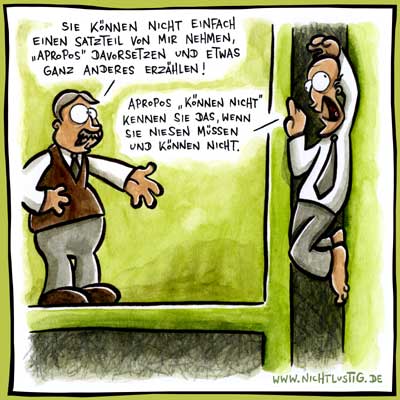 SIE KÖNNEN NICHT EINFACH
EINEN SATZTEIL VON MIR NEHMEN,
„APROPOS" DAVORSETZEN UND ETWAS
GANZ ANDERES ERZÄHLEN!
APROPOS „KÖNNEN NICHT"
KENNEN SIE DAS, WENN
SIE NIESEN MÜSSEN
UND KÖNNEN NICHT.
WWW.NICHTLUSTIG.DE